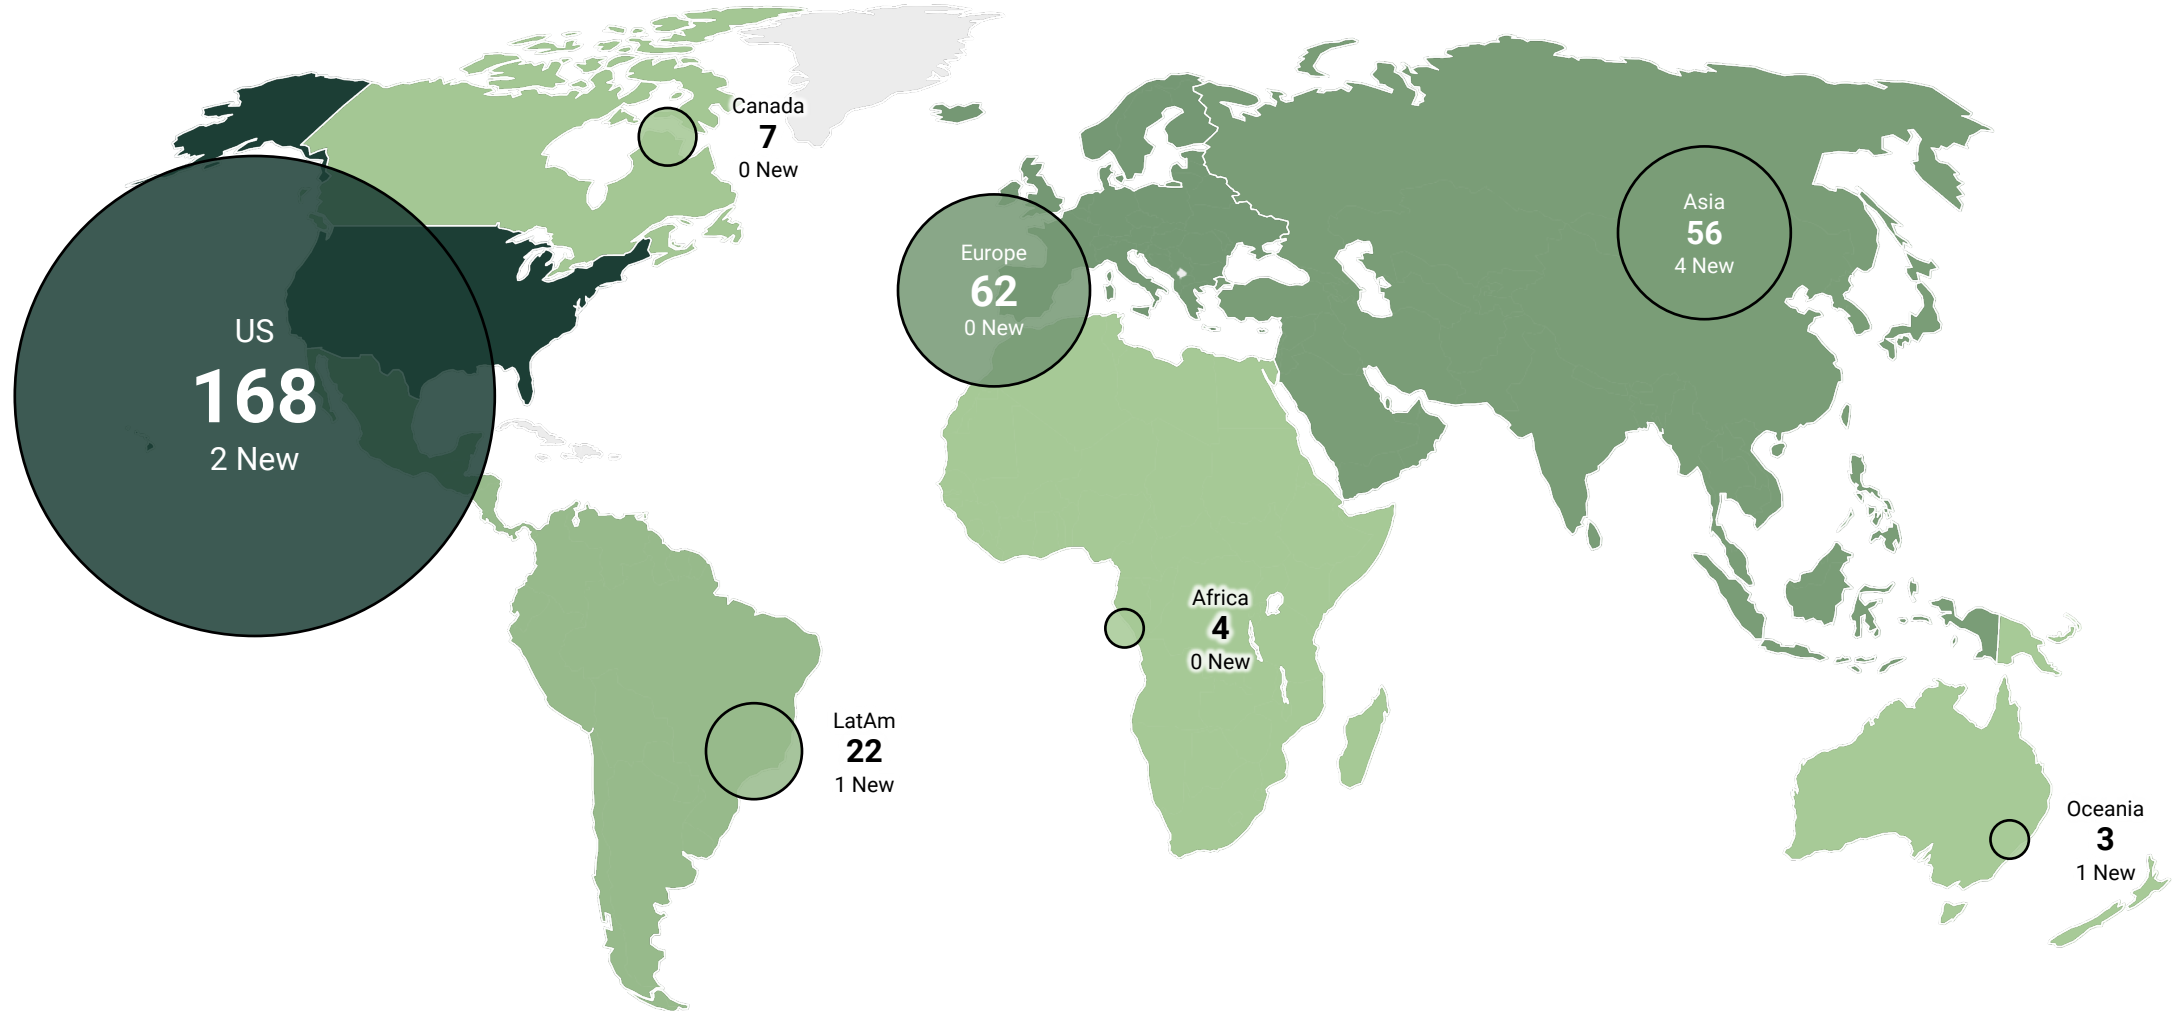 Canada
7
0 New
US
168
2 New
Europe
62
0 New
Asia
56
4 New
Africa
4
0 New
LatAm
22
1 New
Oceania
3
1 New